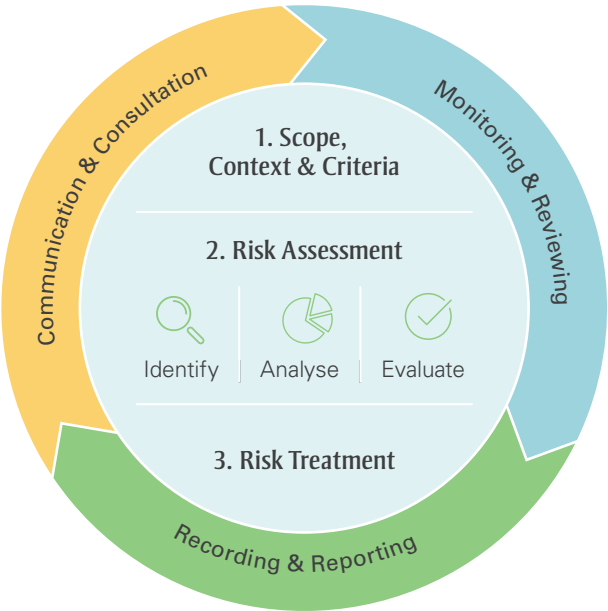 Communication & Consultation
Monitoring & Reviewing
1. Scope,
Context & Criteria
2. Risk Assessment
Identify
Analyse
Evaluate
3. Risk Treatment
Recording & Reporting